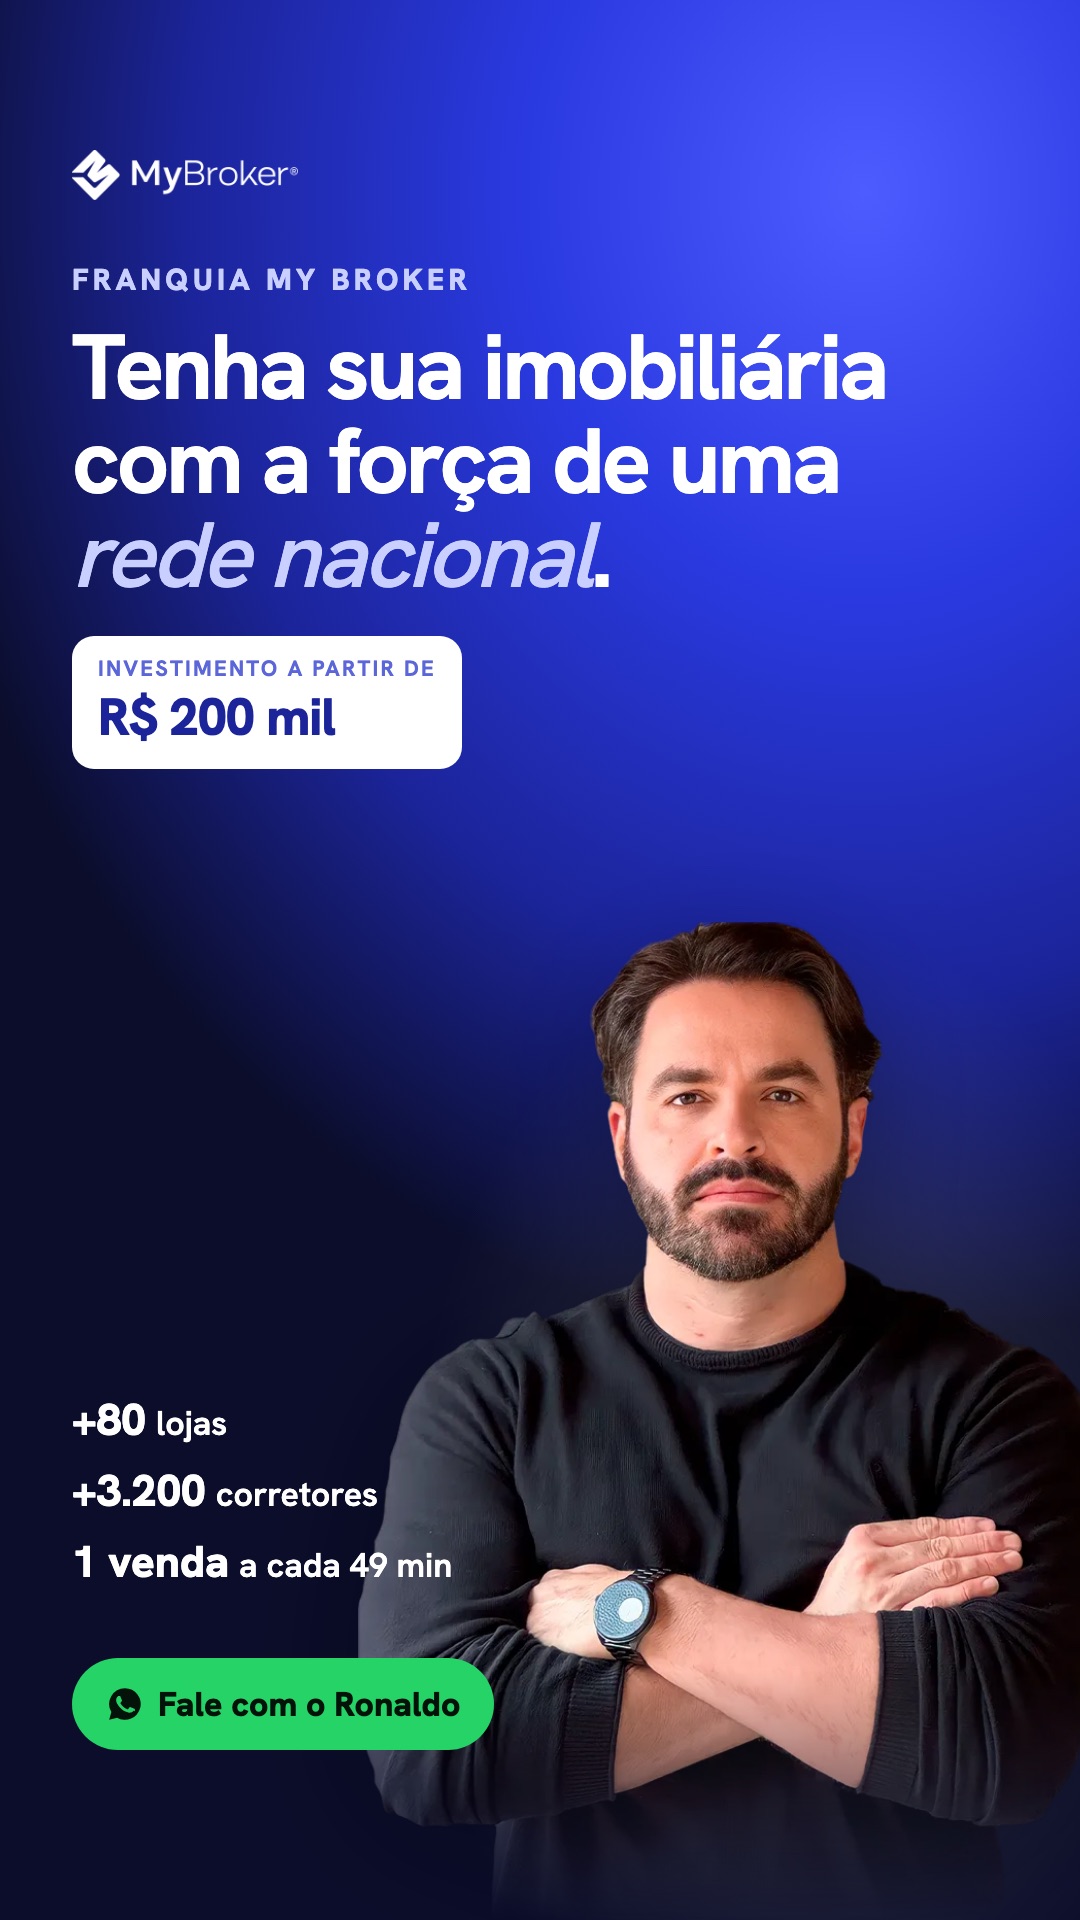 MyBroker®
FRANQUIA MY BROKER
Tenha sua imobiliária
com a força de uma
rede nacional.
INVESTIMENTO A PARTIR DE
R$ 200 mil
+80 lojas
+3.200 corretores
1 venda a cada 49 min
Fale com o Ronaldo